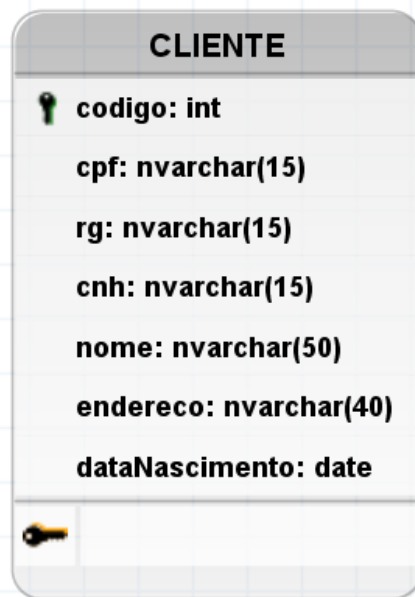 CLIENTE
codigo: int
cpf: nvarchar(15)
rg: nvarchar(15)
cnh: nvarchar(15)
nome: nvarchar(50)
endereco: nvarchar(40)
dataNascimento: date